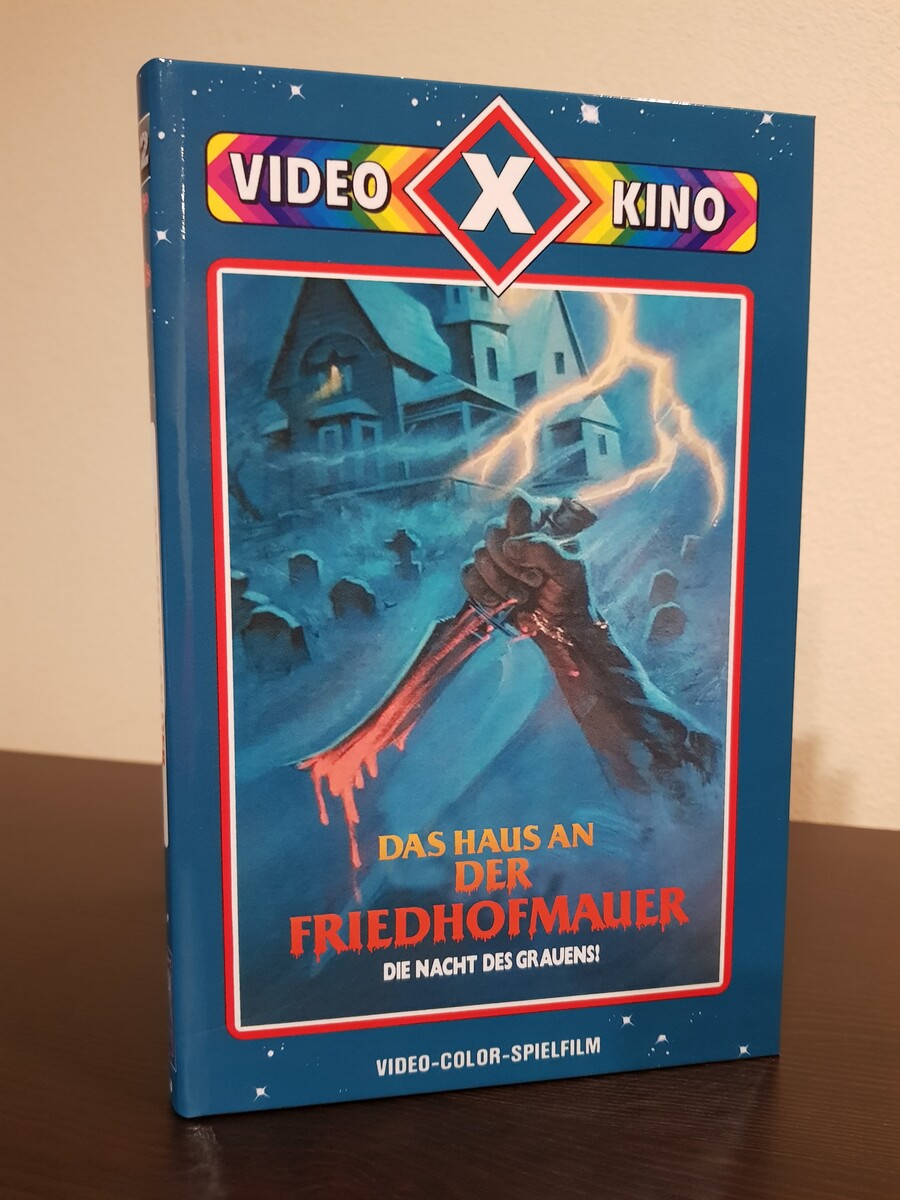 VIDEO X KINO
DAS HAUS AN
DER
FRIEDHOFMAUER
DIE NACHT DES GRAUENS!
VIDEO-COLOR-SPIELFILM